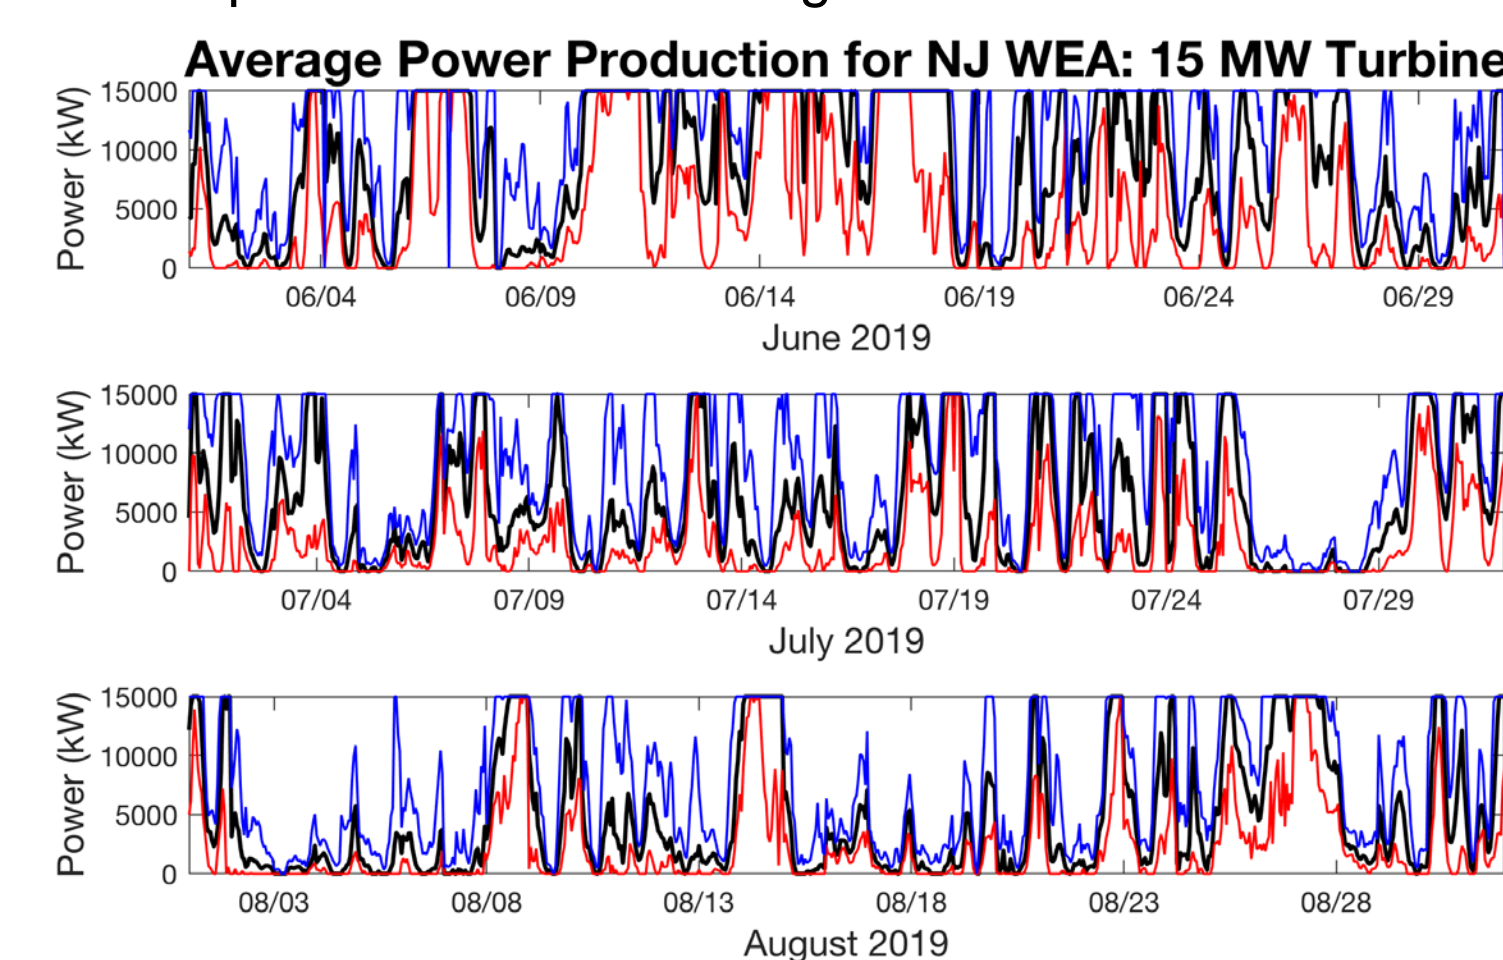 Average Power Production for NJ WEA: 15 MW Turbine
Power (kW)
15000
10000
5000
0
06/04 06/09 06/14 06/19 06/24 06/29
June 2019
Power (kW)
15000
10000
5000
0
07/04 07/09 07/14 07/19 07/24 07/29
July 2019
Power (kW)
15000
10000
5000
0
08/03 08/08 08/13 08/18 08/23 08/28
August 2019